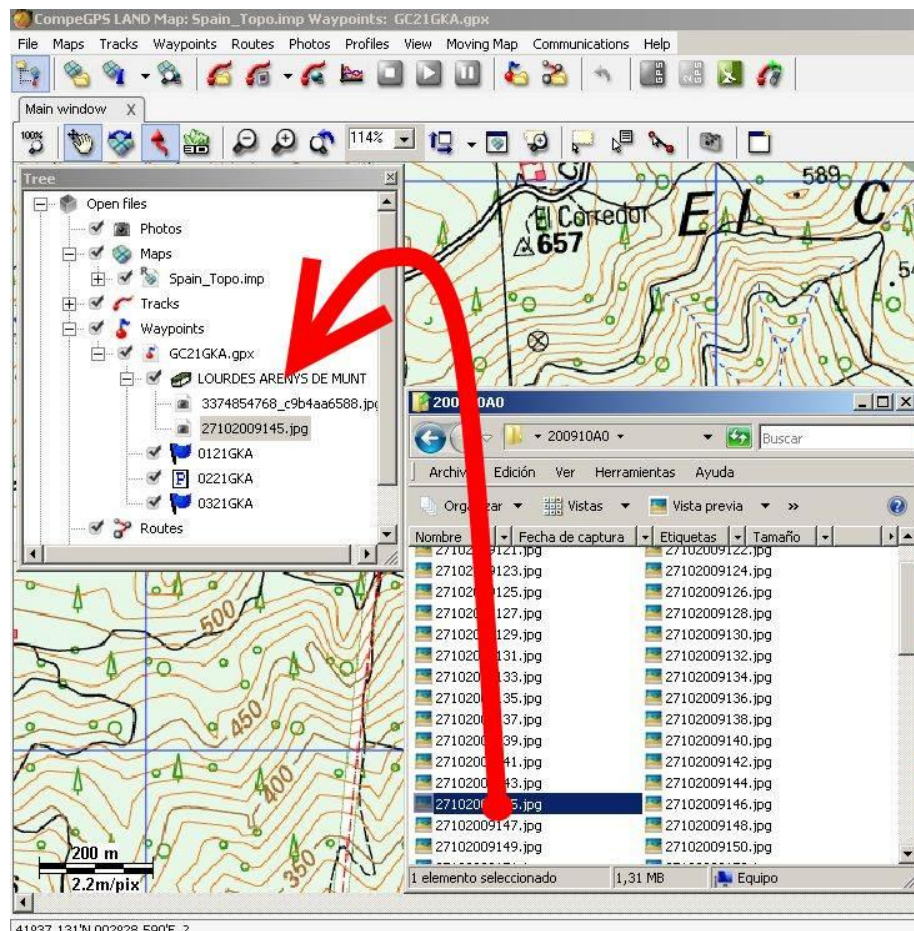 CompeGPS LAND Map: Spain_Topo.imp Waypoints: GC21GKA.gpx
File Maps Tracks Waypoints Routes Photos Profiles View Moving Map Communications Help
Main window X
100% 114%
Tree
Open files
Photos
Maps
Spain_Topo.imp
Tracks
Waypoints
GC21GKA.gpx
LOURDES ARENYS DE MUNT
3374854768_c9b4aa6588.jpg
27102009145.jpg
0121GKA
0221GKA
0321GKA
Routes
El Corredor
657
EL C
589
500
450
400
350
200 m
2.2m/pix
200910A0
Buscar
Edición Ver Herramientas Ayuda
Vistas Vista previa »
Nombre Fecha de captura Etiquetas Tamaño
27102009122.jpg
27102009124.jpg
27102009126.jpg
27102009128.jpg
27102009130.jpg
27102009132.jpg
27102009134.jpg
27102009136.jpg
27102009138.jpg
27102009140.jpg
27102009142.jpg
27102009144.jpg
27102009146.jpg
27102009147.jpg 27102009148.jpg
27102009149.jpg 27102009150.jpg
1 elemento seleccionado 1,31 MB Equipo